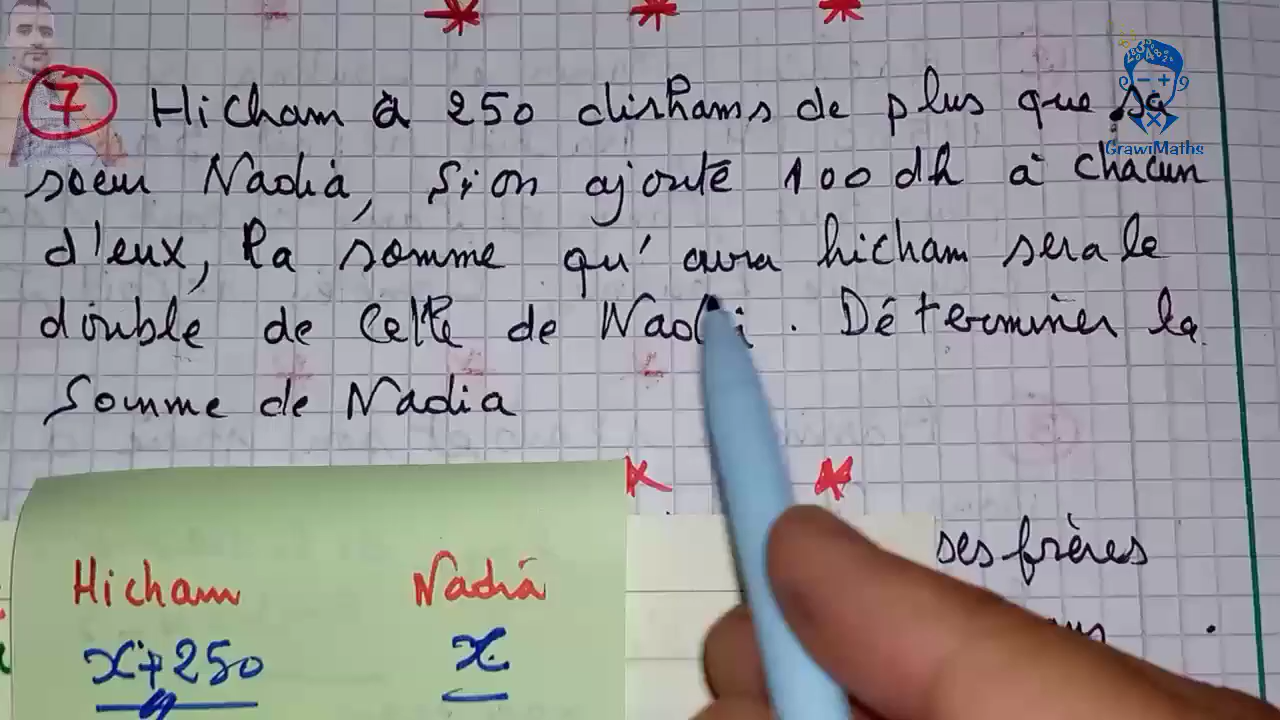 7 Hicham à 250 dirhams de plus que sa
soeur Nadia, si on ajoute 100 dh à chacun
d'eux, la somme qu' aura hicham sera le
double de celle de Nadia. Déterminer la
Somme de Nadia
ses frères
Hicham Nadia
x+250 x
GrawiMaths